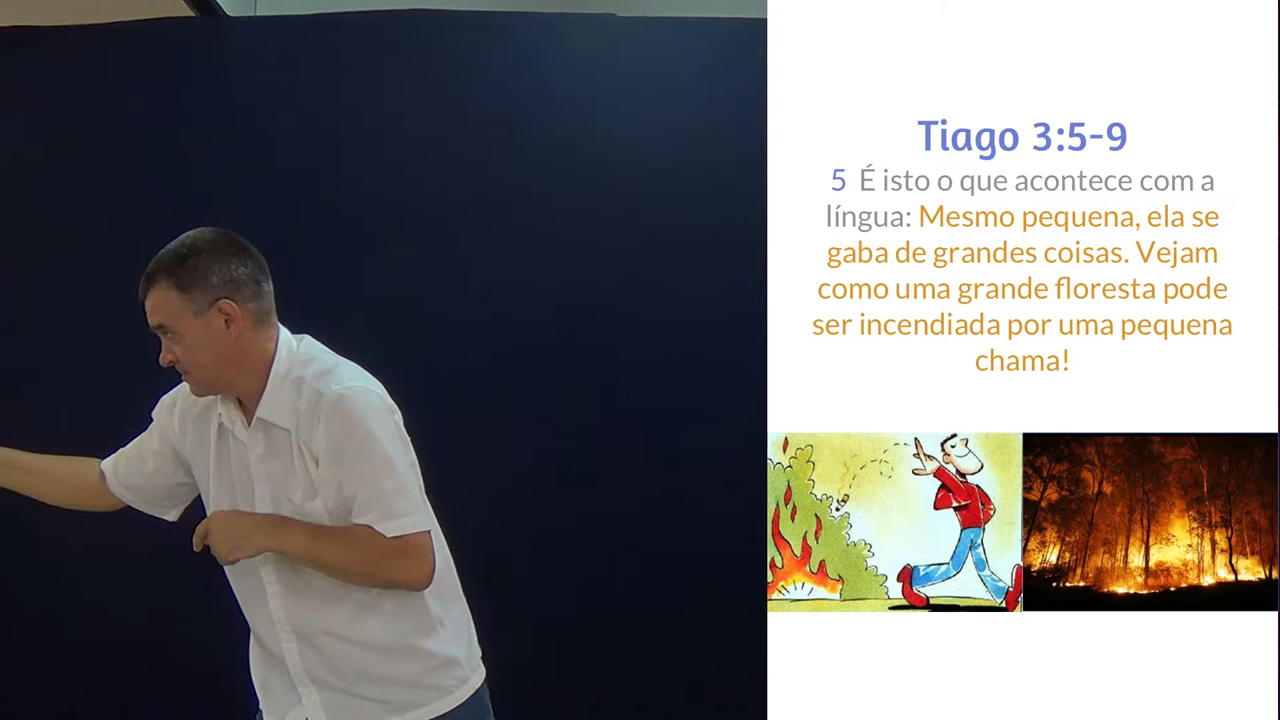 Tiago 3:5-9
5 É isto o que acontece com a
língua: Mesmo pequena, ela se
gaba de grandes coisas. Vejam
como uma grande floresta pode
ser incendiada por uma pequena
chama!